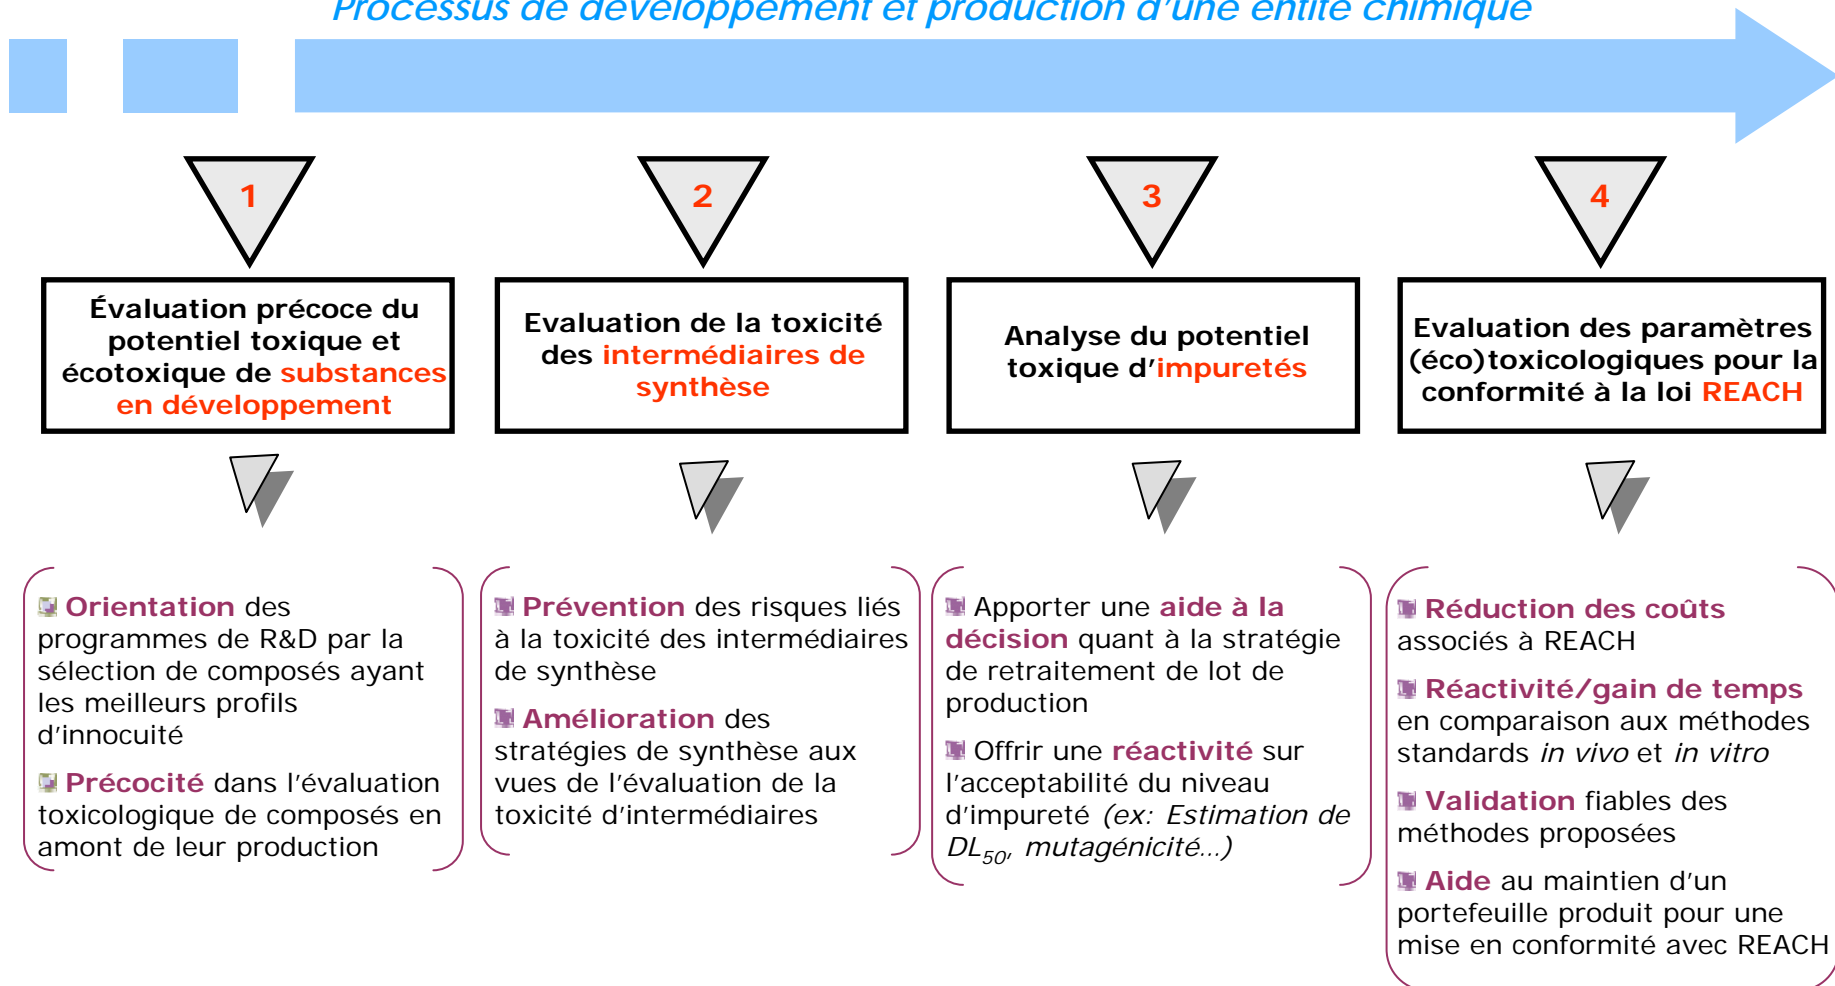 Processus de développement et production d'une entité chimique
1
2
3
4
Évaluation précoce du
potentiel toxique et
écotoxique de substances
en développement
Evaluation de la toxicité
des intermédiaires de
synthèse
Analyse du potentiel
toxique d'impuretés
Evaluation des paramètres
(éco)toxicologiques pour la
conformité à la loi REACH
Orientation des
programmes de R&D par la
sélection de composés ayant
les meilleurs profils
d'innocuité
Précocité dans l'évaluation
toxicologique de composés en
amont de leur production
Prévention des risques liés
à la toxicité des intermédiaires
de synthèse
Amélioration des
stratégies de synthèse aux
vues de l'évaluation de la
toxicité d'intermédiaires
Apporter une aide à la
décision quant à la stratégie
de retraitement de lot de
production
Offrir une réactivité sur
l'acceptabilité du niveau
d'impureté (ex: Estimation de
DL50, mutagénicité…)
Réduction des coûts
associés à REACH
Réactivité/gain de temps
en comparaison aux méthodes
standards in vivo et in vitro
Validation fiables des
méthodes proposées
Aide au maintien d'un
portefeuille produit pour une
mise en conformité avec REACH